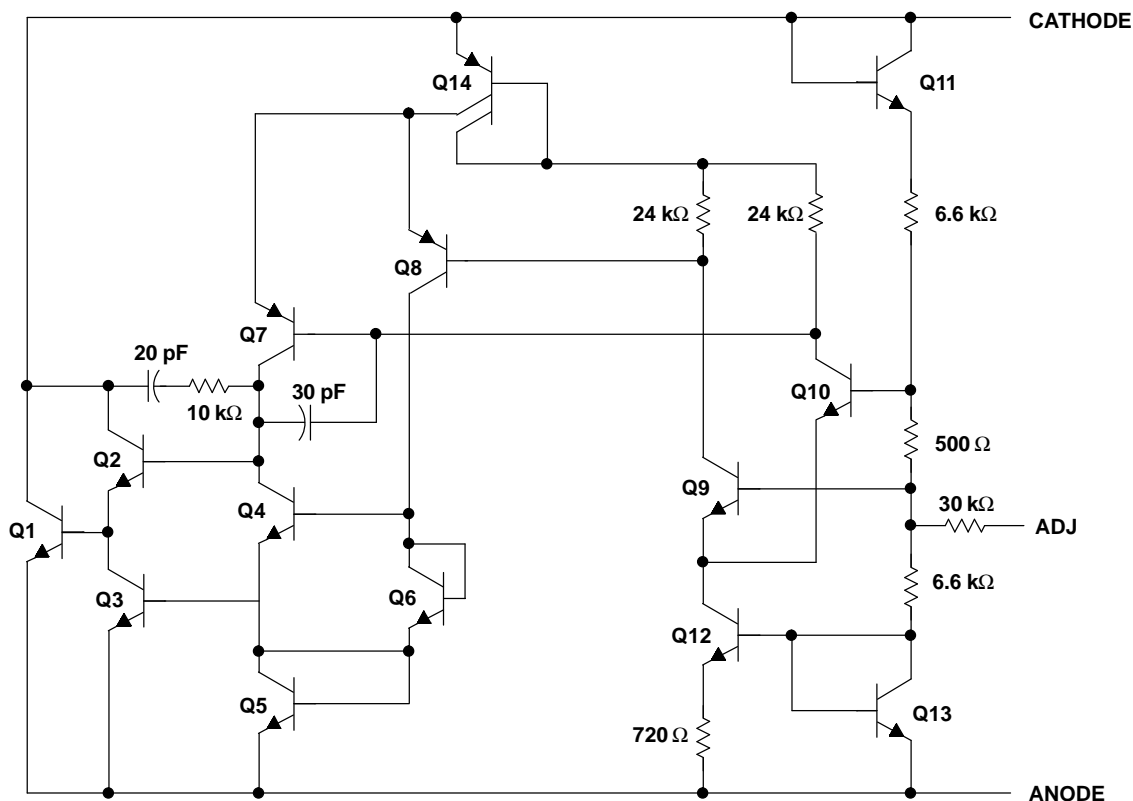 CATHODE
Q14
Q11
24 kΩ
24 kΩ
6.6 kΩ
Q8
Q7
20 pF
30 pF
10 kΩ
Q10
500 Ω
Q2
Q9
30 kΩ
ADJ
Q4
Q1
Q3
Q6
6.6 kΩ
Q12
Q5
Q13
720 Ω
ANODE